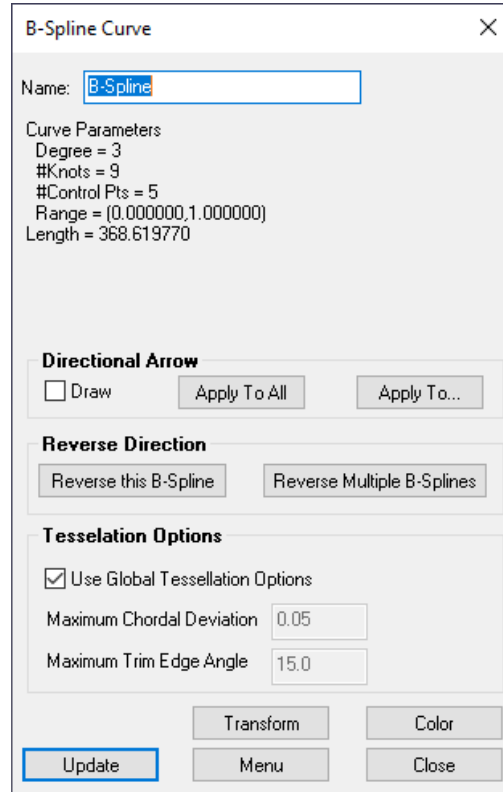 B-Spline Curve
Name: B-Spline
Curve Parameters
Degree = 3
#Knots = 9
#Control Pts = 5
Range = (0.000000,1.000000)
Length = 368.619770
Directional Arrow
Draw Apply To All Apply To...
Reverse Direction
Reverse this B-Spline Reverse Multiple B-Splines
Tesselation Options
Use Global Tessellation Options
Maximum Chordal Deviation 0.05
Maximum Trim Edge Angle 15.0
Transform Color
Update Menu Close